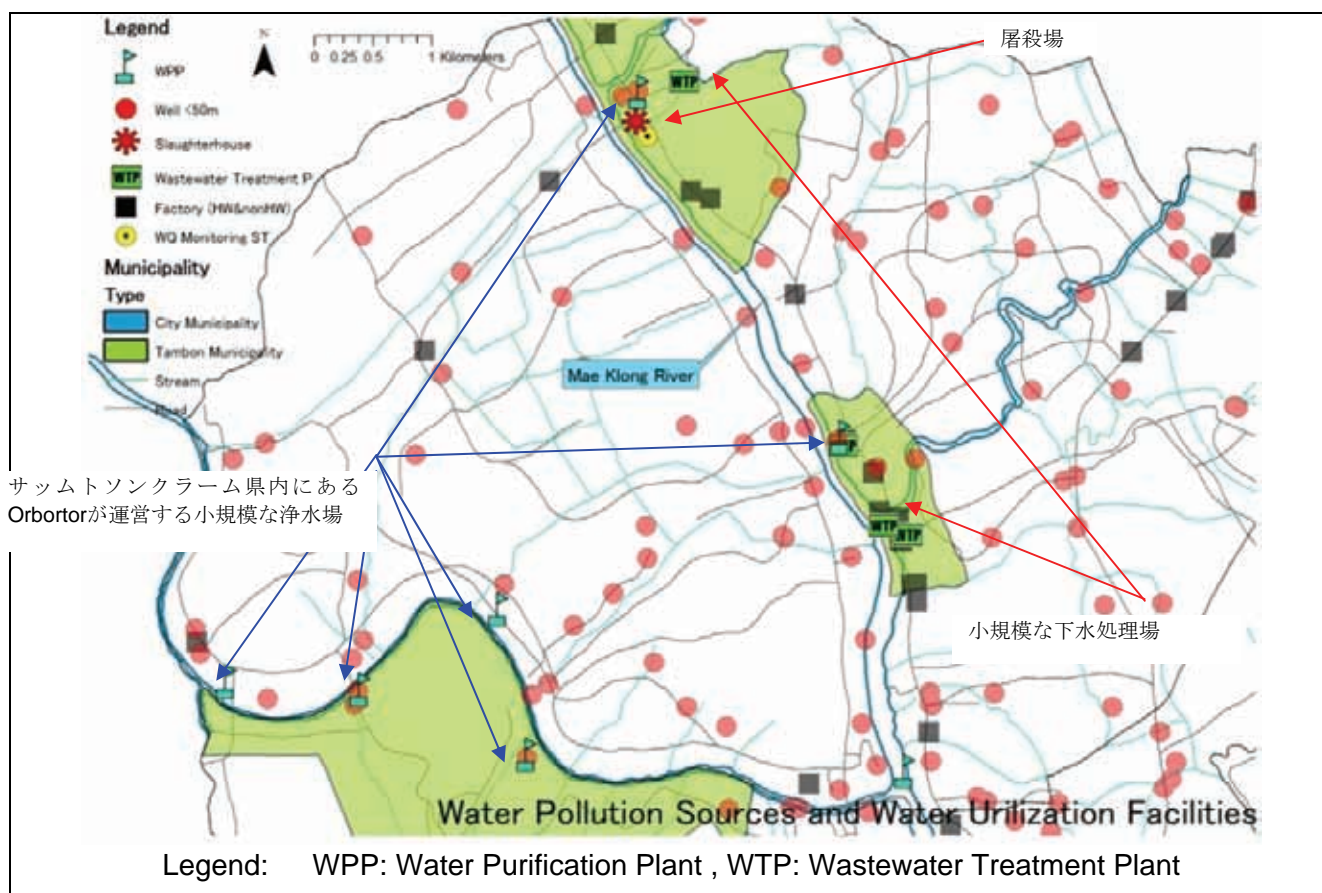 Legend
N
0 0.25 0.5 1 Kilometers
WPP
Well <50m
Slaughterhouse
WTP Wastewater Treatment P
Factory (HW&nonHW)
WQ Monitoring ST
Municipality
Type
City Municipality
Tambon Municipality
Stream
Road
屠殺場
WTP
Mae Klong River
サッムトソンクラーム県内にある
Orbortorが運営する小規模な浄水場
WTP
WTP
小規模な下水処理場
Water Pollution Sources and Water Urilization Facilities
Legend: WPP: Water Purification Plant , WTP: Wastewater Treatment Plant